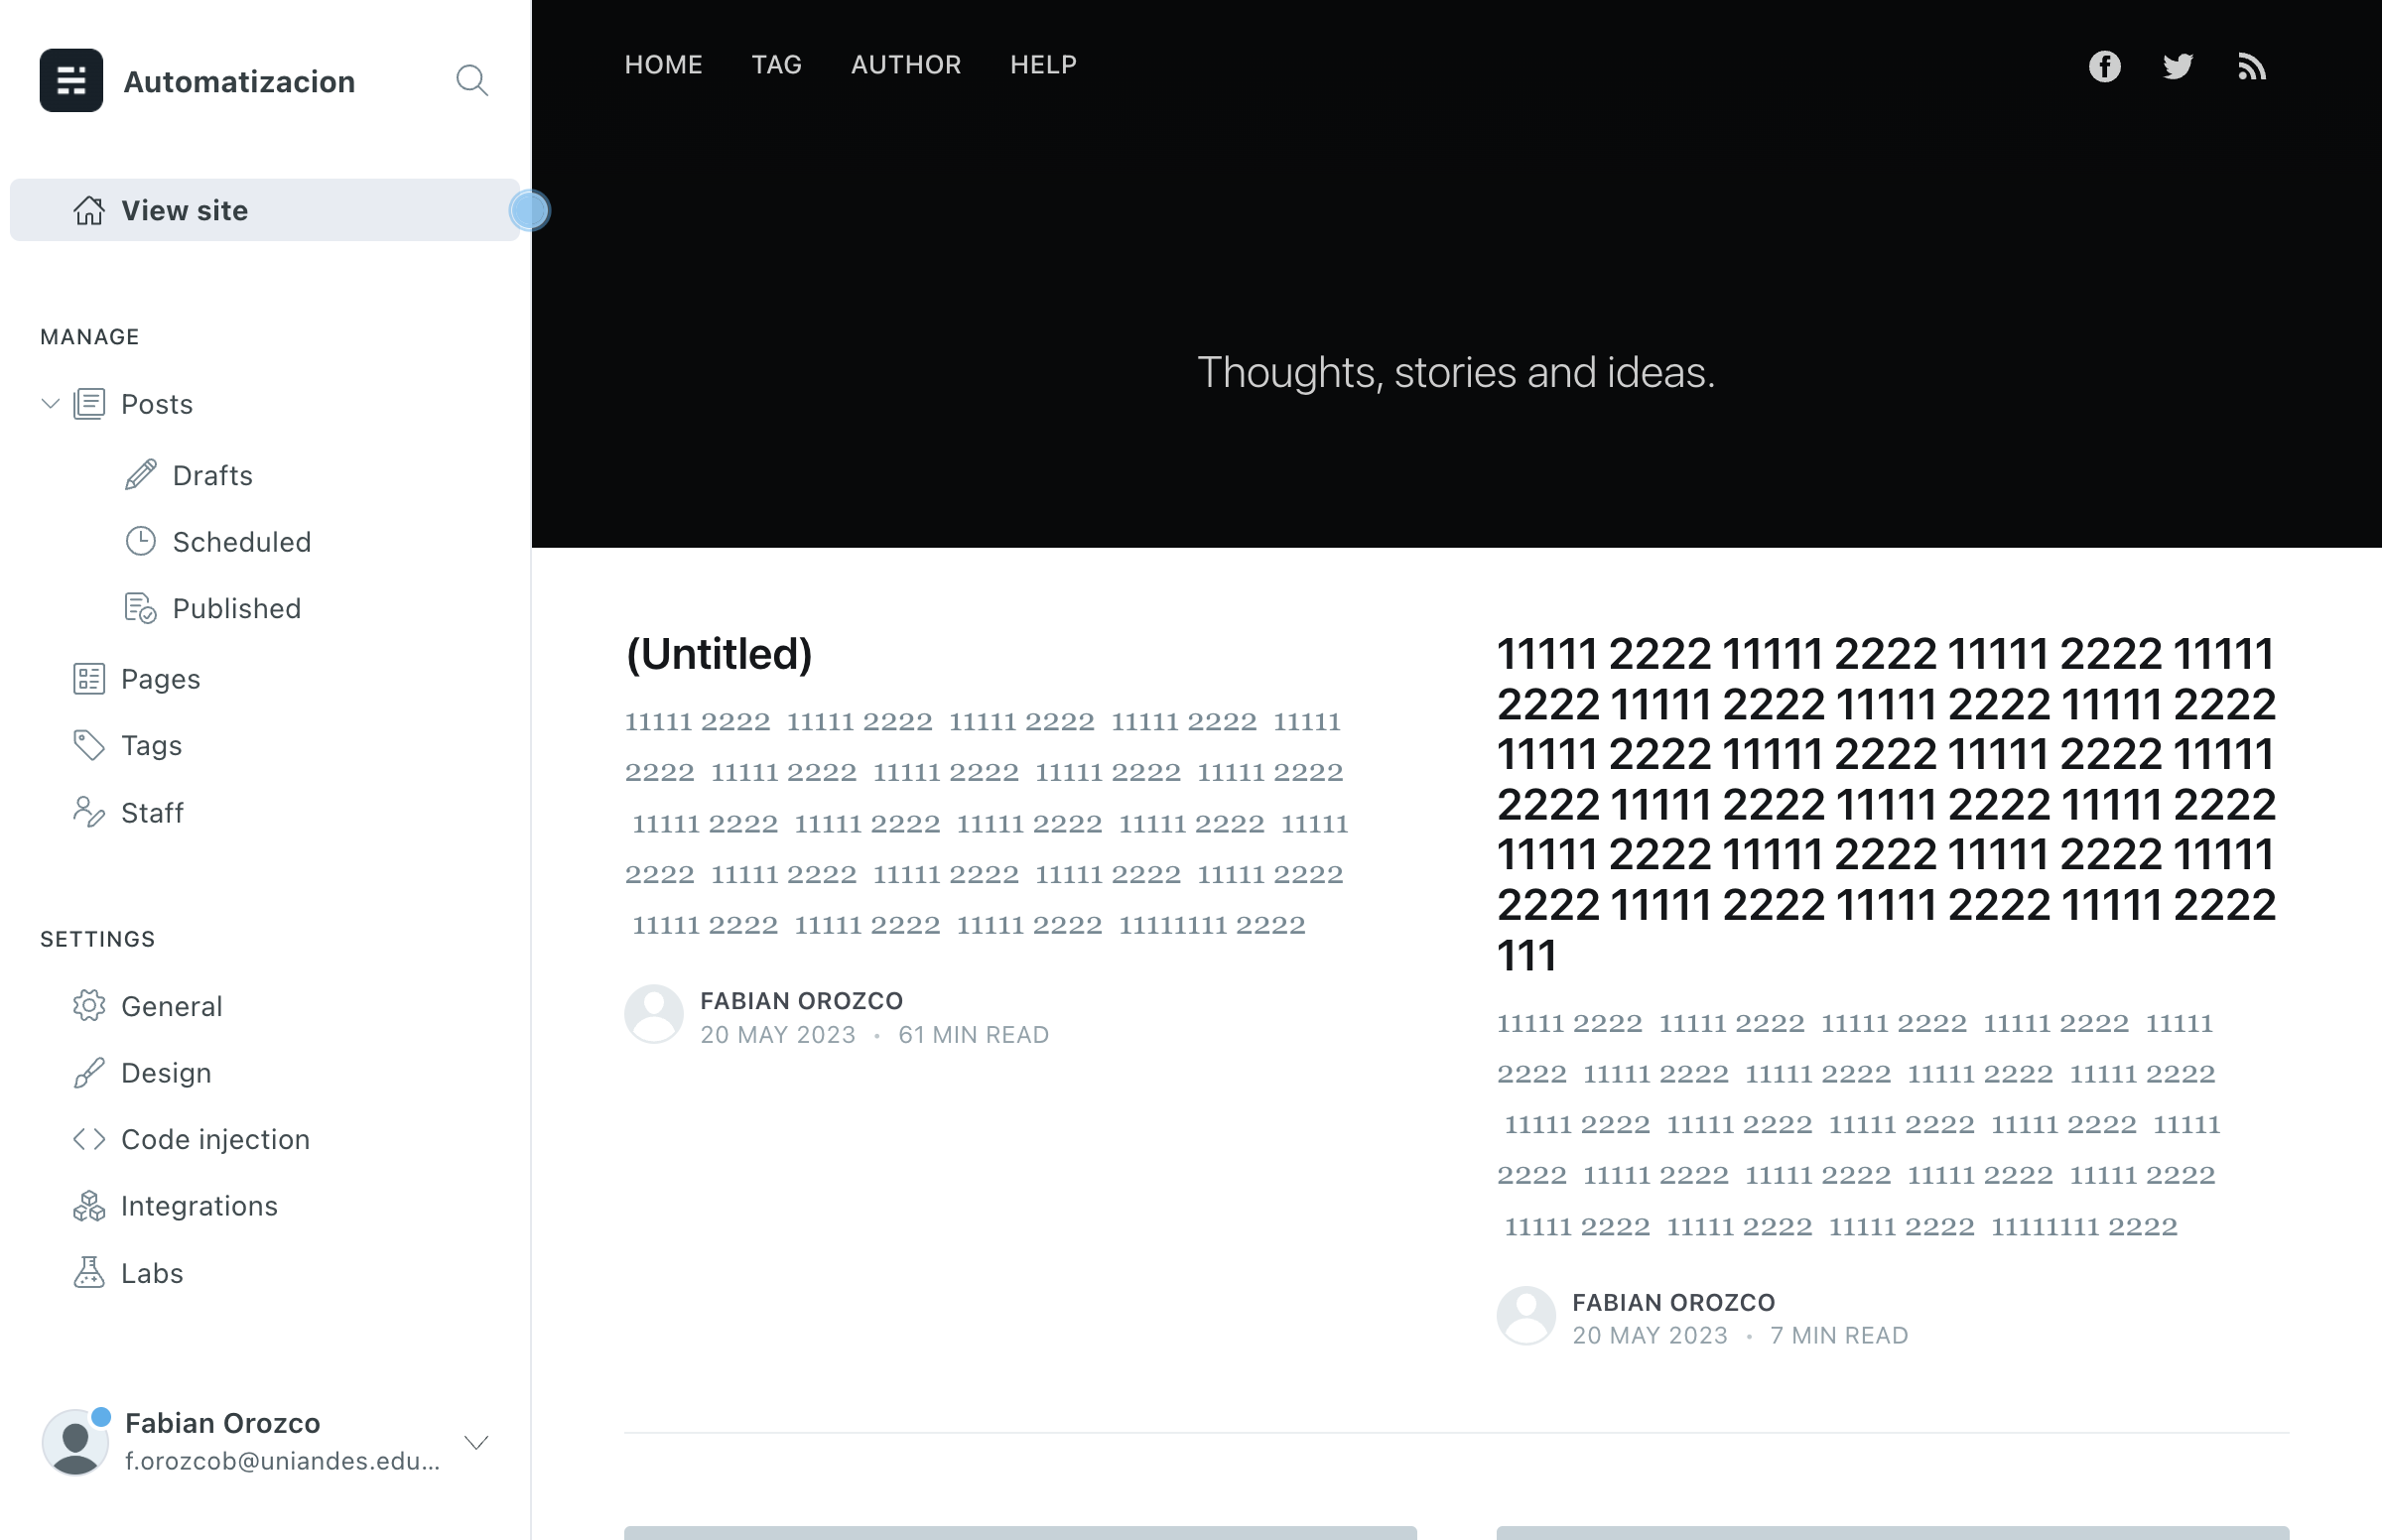 Automatizacion
View site
MANAGE
Posts
Drafts
Scheduled
Published
Pages
Tags
Staff
SETTINGS
General
Design
Code injection
Integrations
Labs
Fabian Orozco
f.orozcob@uniandes.edu...
HOME TAG AUTHOR HELP
Thoughts, stories and ideas.
(Untitled)
11111 2222 11111 2222 11111 2222 11111 2222 11111
2222 11111 2222 11111 2222 11111 2222 11111 2222
11111 2222 11111 2222 11111 2222 11111 2222 11111
2222 11111 2222 11111 2222 11111 2222 11111 2222
11111 2222 11111 2222 11111 2222 11111111 2222
FABIAN OROZCO
20 MAY 2023 • 61 MIN READ
11111 2222 11111 2222 11111 2222 11111
2222 11111 2222 11111 2222 11111 2222
11111 2222 11111 2222 11111 2222 11111
2222 11111 2222 11111 2222 11111 2222
11111 2222 11111 2222 11111 2222 11111
2222 11111 2222 11111 2222 11111 2222
111
11111 2222 11111 2222 11111 2222 11111 2222 11111
2222 11111 2222 11111 2222 11111 2222 11111 2222
11111 2222 11111 2222 11111 2222 11111 2222 11111
2222 11111 2222 11111 2222 11111 2222 11111 2222
11111 2222 11111 2222 11111 2222 11111111 2222
FABIAN OROZCO
20 MAY 2023 • 7 MIN READ